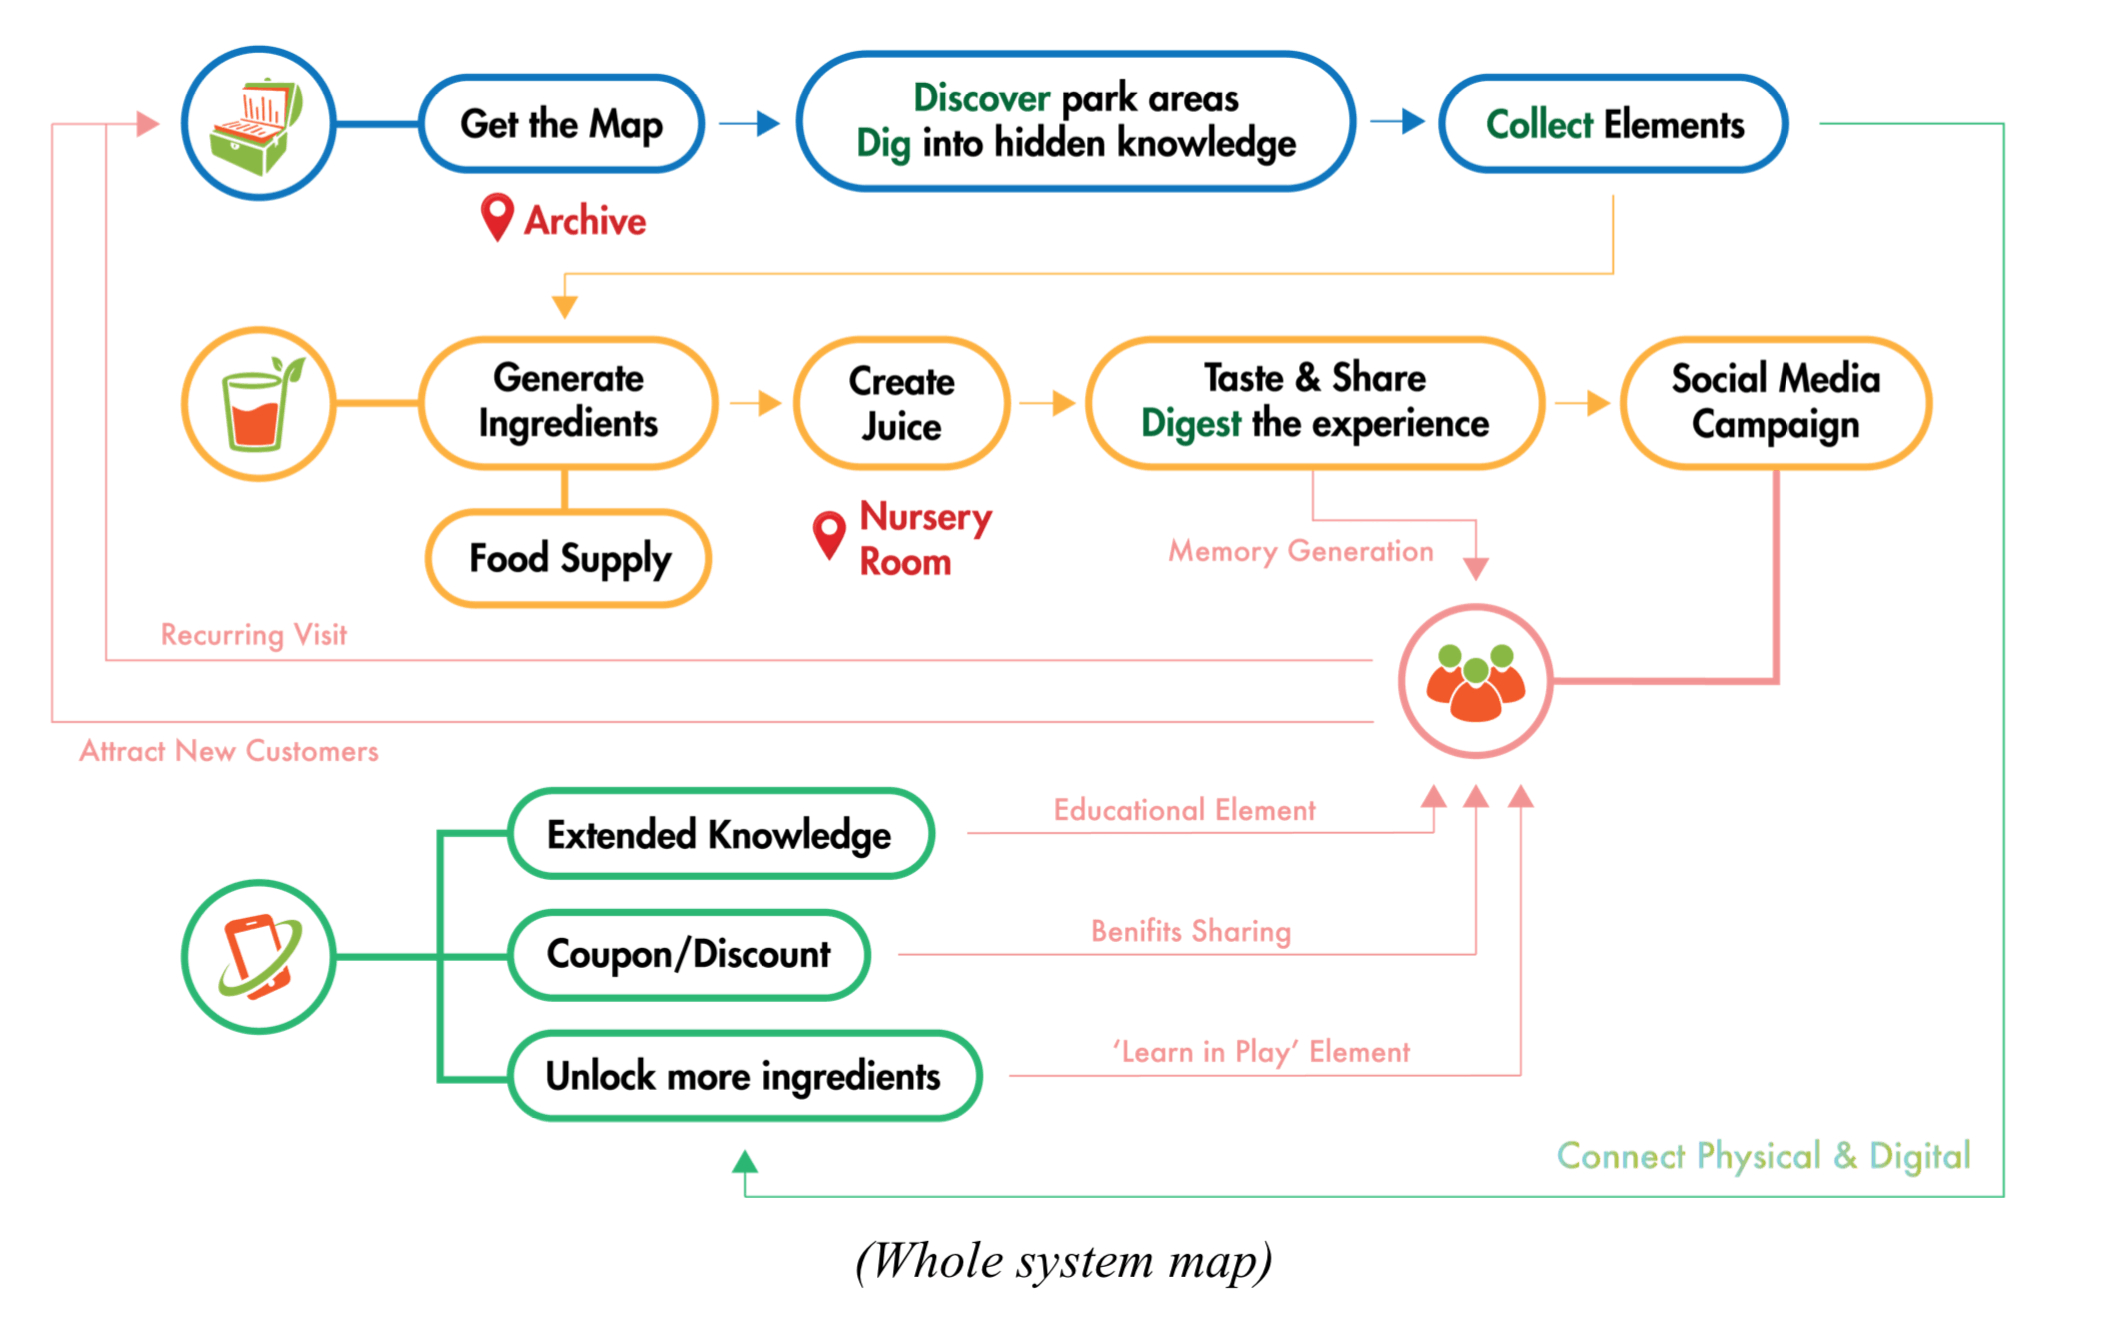 Get the Map
Discover park areas
Dig into hidden knowledge
Collect Elements
Archive
Generate
Ingredients
Create
Juice
Taste & Share
Digest the experience
Social Media
Campaign
Food Supply
Nursery
Room
Memory Generation
Recurring Visit
Attract New Customers
Extended Knowledge
Educational Element
Coupon/Discount
Benifits Sharing
Unlock more ingredients
‘Learn in Play’ Element
Connect Physical & Digital
(Whole system map)